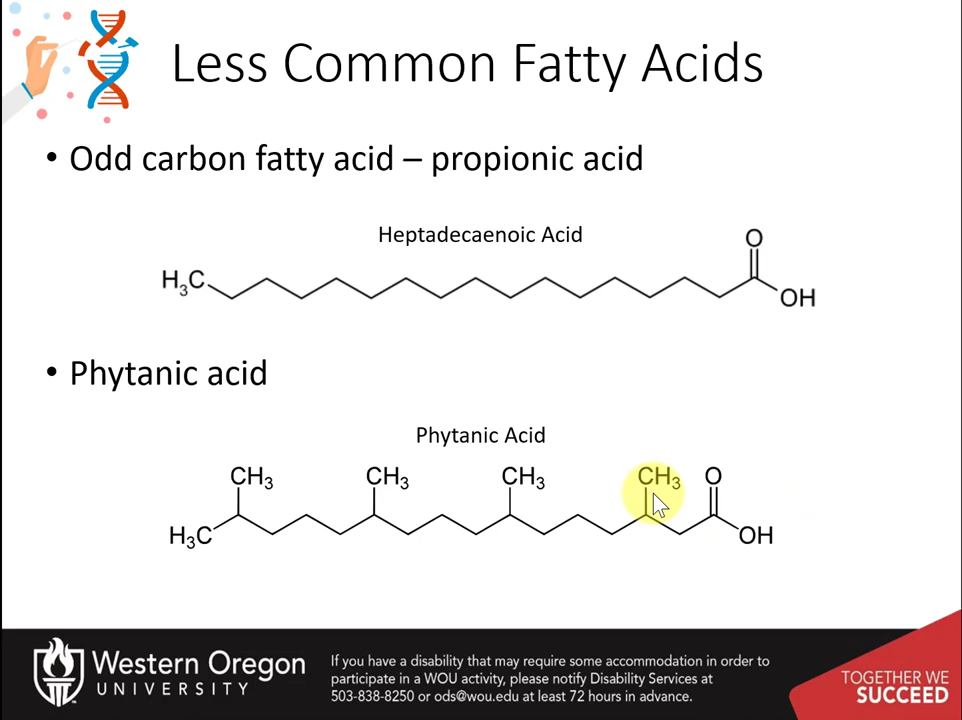 Less Common Fatty Acids
• Odd carbon fatty acid – propionic acid
Heptadecaenoic Acid
O
H₃C
OH
• Phytanic acid
Phytanic Acid
CH₃ CH₃ CH₃ CH₃ O
H₃C OH
Western Oregon
UNIVERSITY
If you have a disability that may require some accommodation in order to
participate in a WOU activity, please notify Disability Services at
503-838-8250 or ods@wou.edu at least 72 hours in advance.
TOGETHER WE
SUCCEED